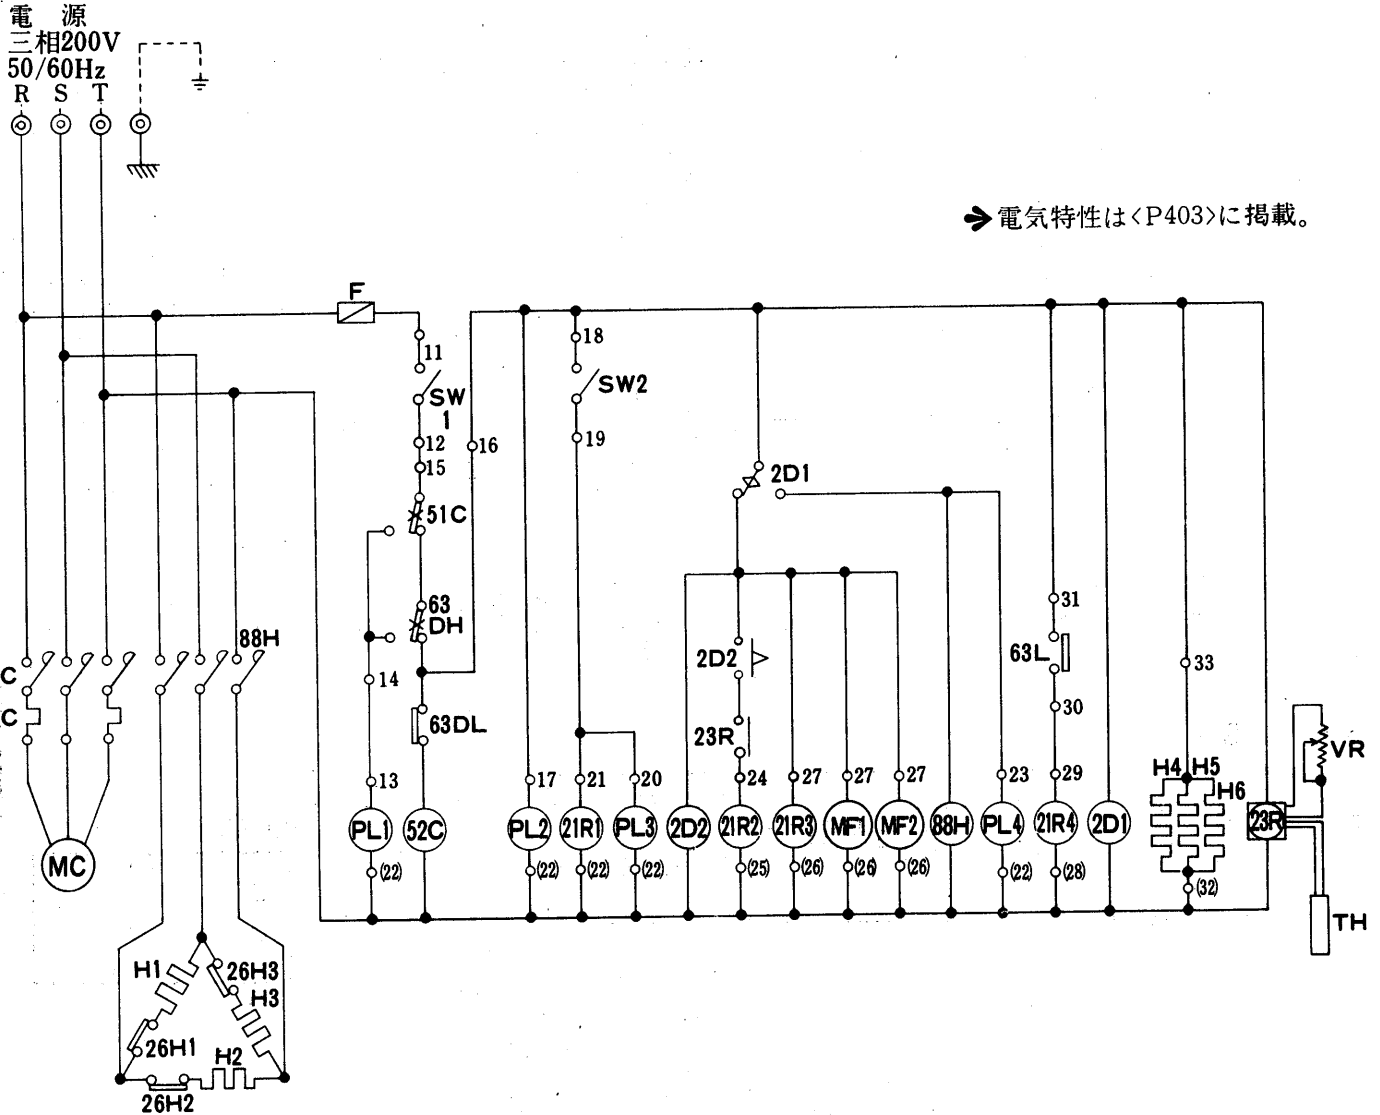 電 源
三相200V
50/60Hz
R S T
➔電気特性は<P403>に掲載。
F
11
SW
1
12
15
16
18
SW2
19
2D1
51C
63
DH
14
63DL
13
88H
C
C
2D2
23R
31
63L
30
33
VR
H4 H5
H6
17
21
20
24
27
27
27
23
29
PL1
52C
PL2
21R1
PL3
2D2
21R2
21R3
MF1
MF2
88H
PL4
21R4
2D1
23R
MC
(22)
(22)
(22)
(22)
(25)
(26)
(26)
(26)
(22)
(28)
(32)
TH
H1
26H3
H3
26H1
H2
26H2